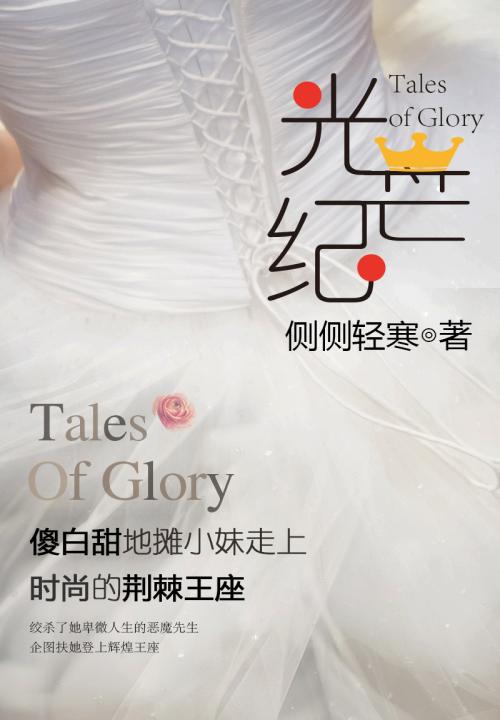 Tales
of Glory
光芒
纪
侧侧轻寒◎著
Tales
Of Glory
傻白甜地摊小妹走上
时尚的荆棘王座
绞杀了她卑微人生的恶魔先生
企图扶她登上辉煌王座